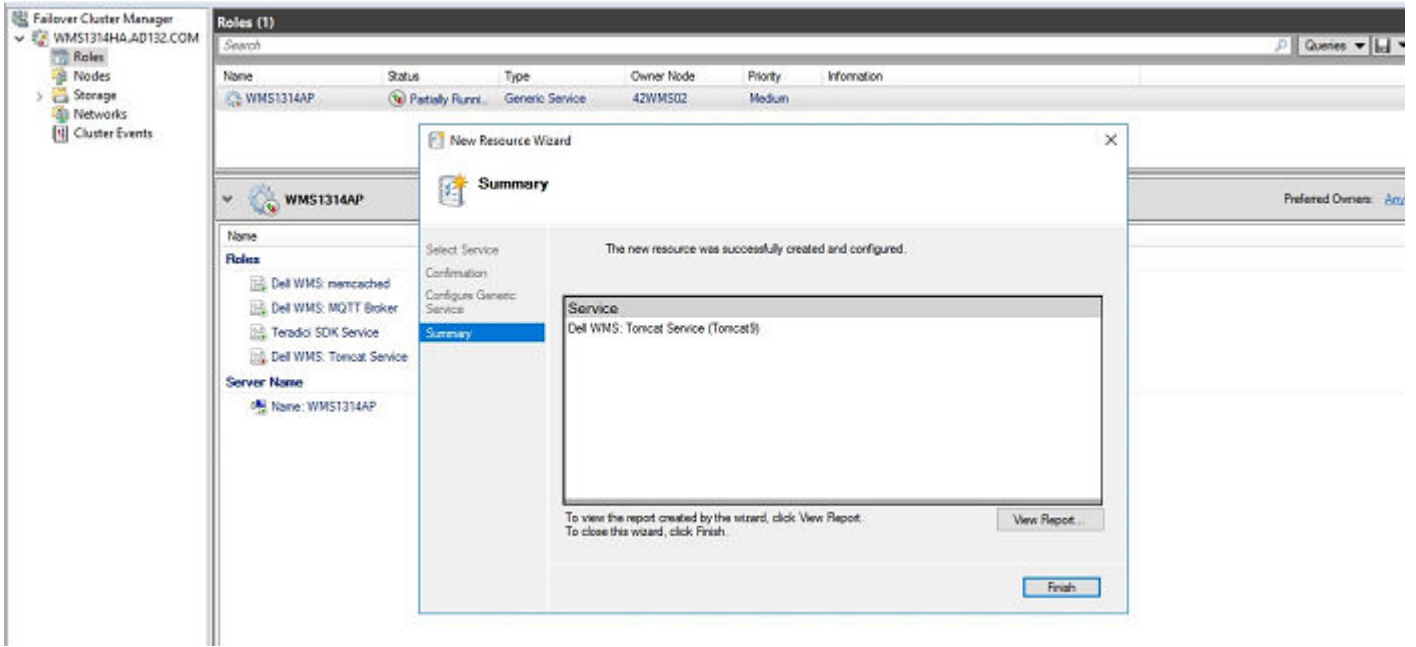 Failover Cluster Manager
WMS1314HA.AD132.COM
Roles
Nodes
Storage
Networks
Cluster Events
Roles (1)
Search
Queries
Name Status Type Owner Node Priority Information
WMS1314AP Partially Runni... Generic Service 42WMS02 Medium
WMS1314AP
Preferred Owners: Any
Name
Roles
Dell WMS: memcached
Dell WMS: MQTT Broker
Teradici SDK Service
Dell WMS: Tomcat Service
Server Name
Name: WMS1314AP
New Resource Wizard
Summary
Select Service
Confirmation
Configure Generic
Service
Summary
The new resource was successfully created and configured.
Service
Dell WMS: Tomcat Service (Tomcat9)
To view the report created by the wizard, click View Report.
To close this wizard, click Finish.
View Report...
Finish